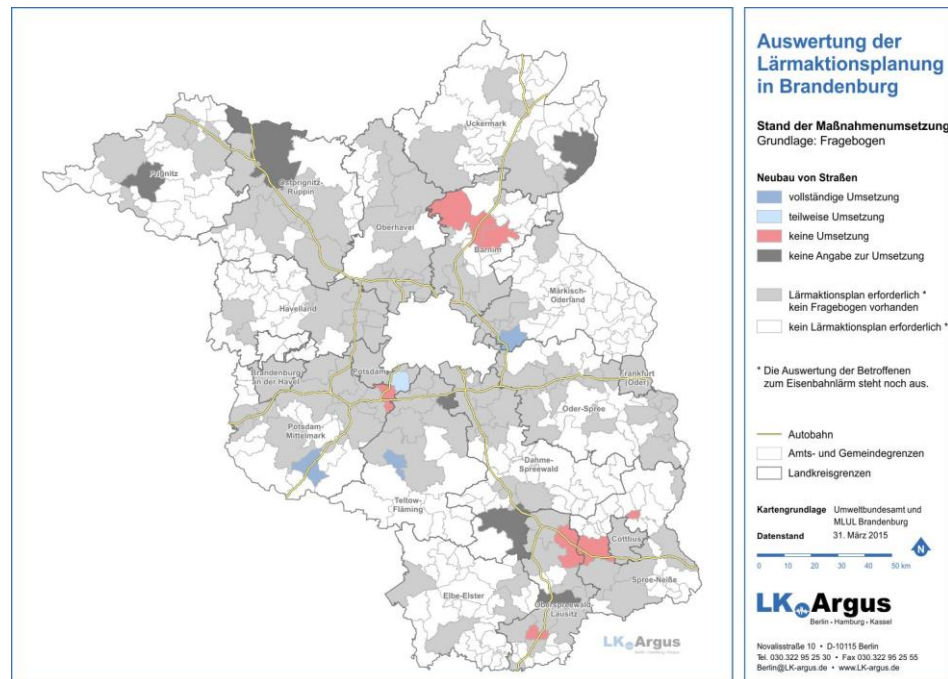 Uckermark
Prignitz
Ostprignitz-
Ruppin
Oberhavel
Barnim
Märkisch-
Oderland
Havelland
Brandenburg
an der Havel
Potsdam
Frankfurt
(Oder)
Oder-Spree
Potsdam-
Mittelmark
Dahme-
Spreewald
Teltow-
Fläming
Cottbus
Spree-Neiße
Elbe-Elster
Oberspreewald
Lausitz
LK Argus
Berlin - Hamburg - Kassel
Auswertung der
Lärmaktionsplanung
in Brandenburg
Stand der Maßnahmenumsetzung
Grundlage: Fragebogen
Neubau von Straßen
vollständige Umsetzung
teilweise Umsetzung
keine Umsetzung
keine Angabe zur Umsetzung
Lärmaktionsplan erforderlich *
kein Fragebogen vorhanden
kein Lärmaktionsplan erforderlich *
* Die Auswertung der Betroffenen
zum Eisenbahnlärm steht noch aus.
Autobahn
Amts- und Gemeindegrenzen
Landkreisgrenzen
Kartengrundlage Umweltbundesamt und
MLUL Brandenburg
Datenstand 31. März 2015
N
0 10 20 30 40 50 km
LK Argus
Berlin - Hamburg - Kassel
Novalisstraße 10 • D-10115 Berlin
Tel. 030.322 95 25 30 • Fax 030.322 95 25 55
Berlin@LK-argus.de • www.LK-argus.de